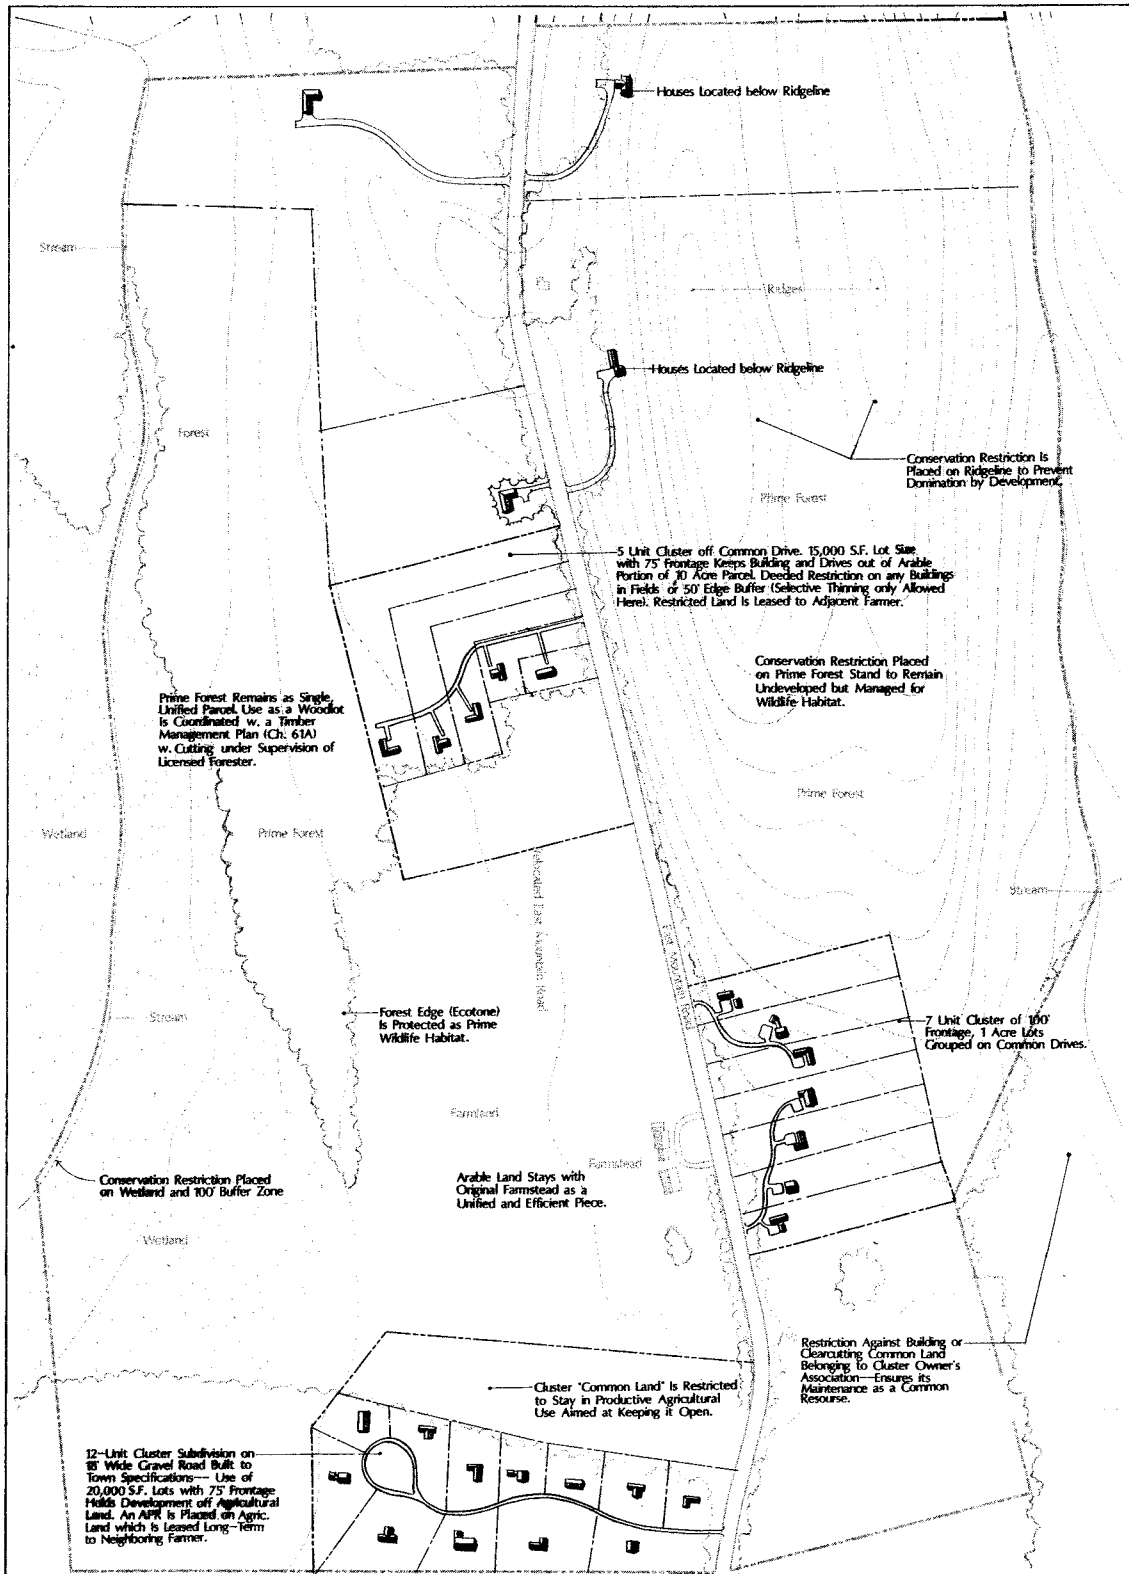 Houses Located below Ridgeline
Stream
Ridges
Houses Located below Ridgeline
Forest
Conservation Restriction Is
Placed on Ridgeline to Prevent
Domination by Development.
Prime Forest
5 Unit Cluster off Common Drive. 15,000 S.F. Lot Size
with 75' Frontage Keeps Building and Drives out of Arable
Portion of 10 Acre Parcel. Deeded Restriction on any Buildings
in Fields or 50' Edge Buffer (Selective Thinning only Allowed
Here). Restricted Land Is Leased to Adjacent Farmer.
Conservation Restriction Placed
on Prime Forest Stand to Remain
Undeveloped but Managed for
Wildlife Habitat.
Prime Forest Remains as Single,
Unified Parcel. Use as a Woodlot
Is Coordinated w. a Timber
Management Plan (Ch. 61A)
w. Cutting under Supervision of
Licensed Forester.
Prime Forest
Wetland
Prime Forest
Relocated East Mountain Road
Stream
East Mountain Road
Forest Edge (Ecotone)
Is Protected as Prime
Wildlife Habitat.
Stream
7 Unit Cluster of 100'
Frontage, 1 Acre Lots
Grouped on Common Drives.
Farmland
Farmstead
Conservation Restriction Placed
on Wetland and 100' Buffer Zone
Arable Land Stays with
Original Farmstead as a
Unified and Efficient Piece.
Wetland
Restriction Against Building or
Clearcutting Common Land
Belonging to Cluster Owner's
Association—Ensures its
Maintenance as a Common
Resourse.
Cluster "Common Land" Is Restricted
to Stay in Productive Agricultural
Use Aimed at Keeping it Open.
12-Unit Cluster Subdivision on
18' Wide Gravel Road Built to
Town Specifications—- Use of
20,000 S.F. Lots with 75' Frontage
Holds Development off Agricultural
Land. An APR Is Placed on Agric.
Land which Is Leased Long-Term
to Neighboring Farmer.